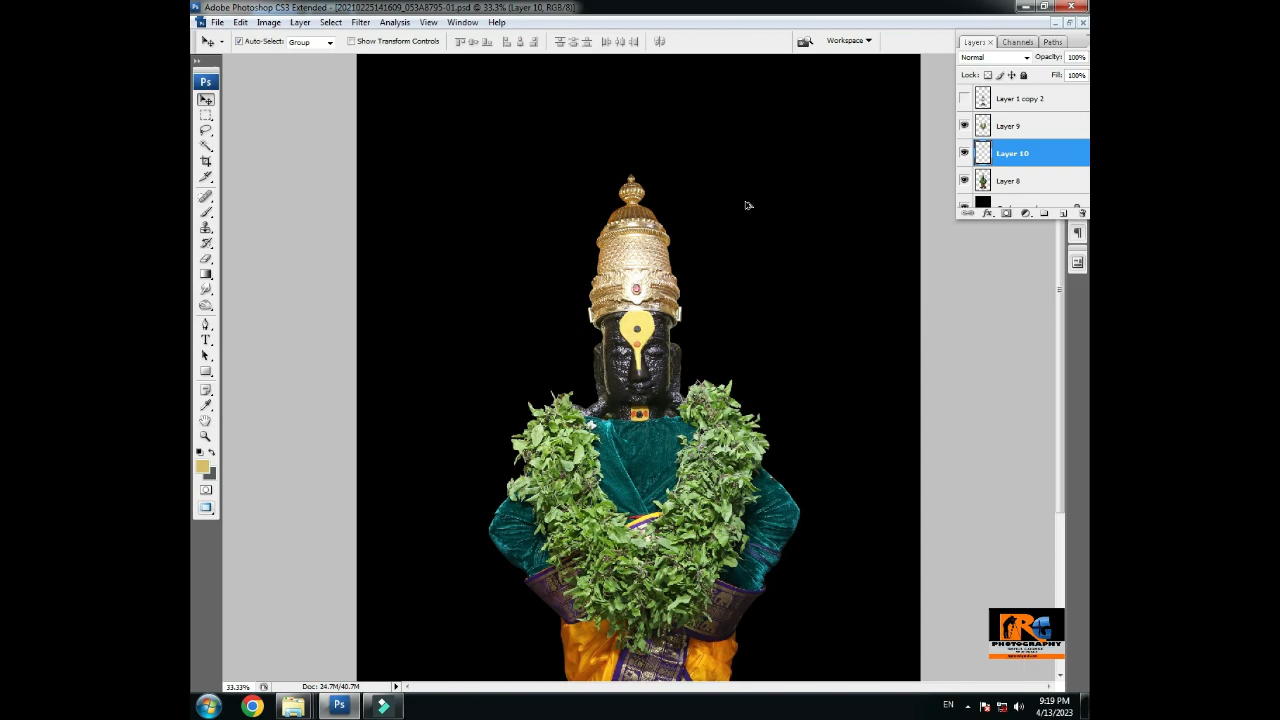 Adobe Photoshop CS3 Extended - [20210225141609_053A8795-01.psd @ 33.3% (Layer 10, RGB/8)]
File Edit Image Layer Select Filter Analysis View Window Help
Auto-Select: Group Show Transform Controls Workspace
Layers Channels Paths
Normal Opacity: 100%
Lock: Fill: 100%
Ps
Layer 1 copy 2
Layer 9
Layer 10
Layer 8
RG
PHOTOGRAPHY
33.33% Doc: 24.7M/40.7M
Ps EN 9:19 PM
4/13/2023